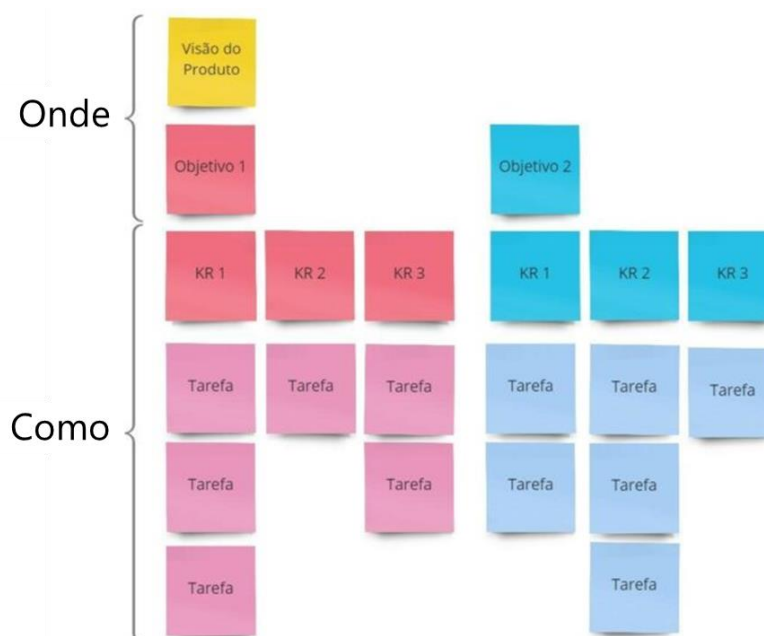 Visão do
Produto
Onde
Objetivo 1
Objetivo 2
KR 1
KR 2
KR 3
KR 1
KR 2
KR 3
Tarefa
Tarefa
Tarefa
Tarefa
Tarefa
Tarefa
Como
Tarefa
Tarefa
Tarefa
Tarefa
Tarefa
Tarefa